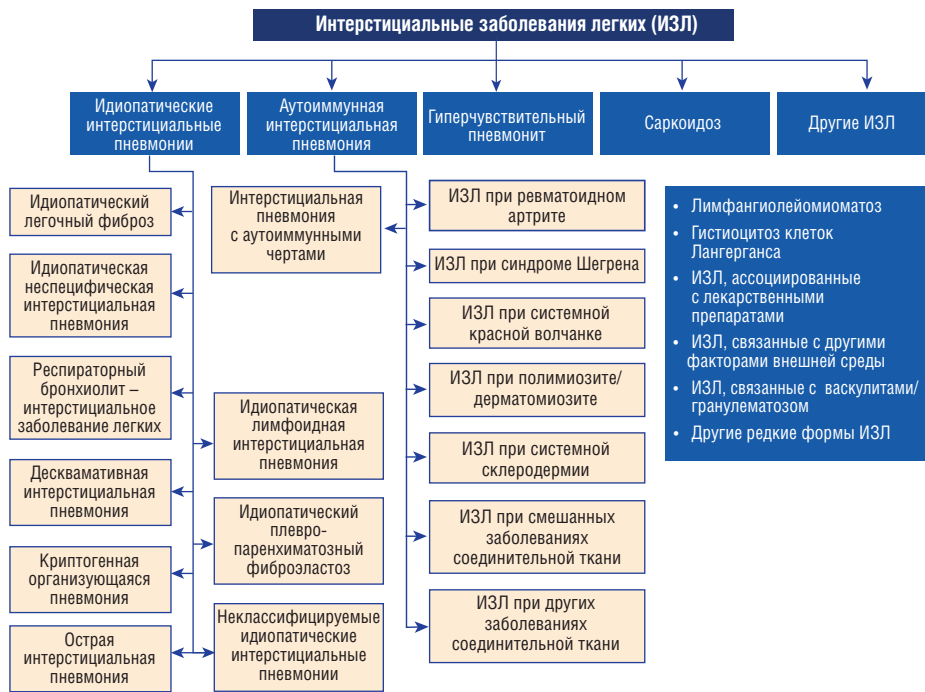 Интерстициальные заболевания легких (ИЗЛ)
Идиопатические
интерстициальные
пневмонии
Аутоиммунная
интерстициальная
пневмония
Гиперчувствительный
пневмонит
Саркоидоз
Другие ИЗЛ
Идиопатический
легочный фиброз
Идиопатическая
неспецифическая
интерстициальная
пневмония
Респираторный
бронхиолит –
интерстициальное
заболевание легких
Десквамативная
интерстициальная
пневмония
Криптогенная
организующаяся
пневмония
Острая
интерстициальная
пневмония
Интерстициальная
пневмония
с аутоиммунными
чертами
Идиопатическая
лимфоидная
интерстициальная
пневмония
Идиопатический
плевро-
паренхиматозный
фиброэластоз
Неклассифицируемые
идиопатические
интерстициальные
пневмонии
ИЗЛ при ревматоидном
артрите
ИЗЛ при синдроме Шегрена
ИЗЛ при системной
красной волчанке
ИЗЛ при полимиозите/
дерматомиозите
ИЗЛ при системной
склеродермии
ИЗЛ при смешанных
заболеваниях
соединительной ткани
ИЗЛ при других
заболеваниях
соединительной ткани
• Лимфангиолейомиоматоз
• Гистиоцитоз клеток
Лангерганса
• ИЗЛ, ассоциированные
с лекарственными
препаратами
• ИЗЛ, связанные с другими
факторами внешней среды
• ИЗЛ, связанные с васкулитами/
гранулематозом
• Другие редкие формы ИЗЛ